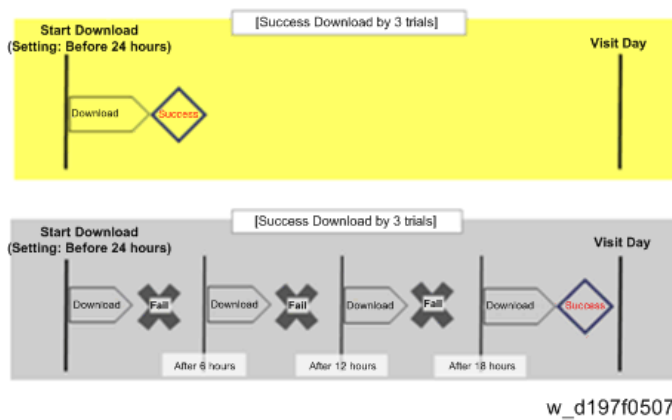 [Success Download by 3 trials]
Start Download
(Setting: Before 24 hours)
Visit Day
Download
Success
[Success Download by 3 trials]
Start Download
(Setting: Before 24 hours)
Visit Day
Download
Fail
Download
Fail
Download
Fail
Download
Success
After 6 hours
After 12 hours
After 18 hours
w_d197f0507